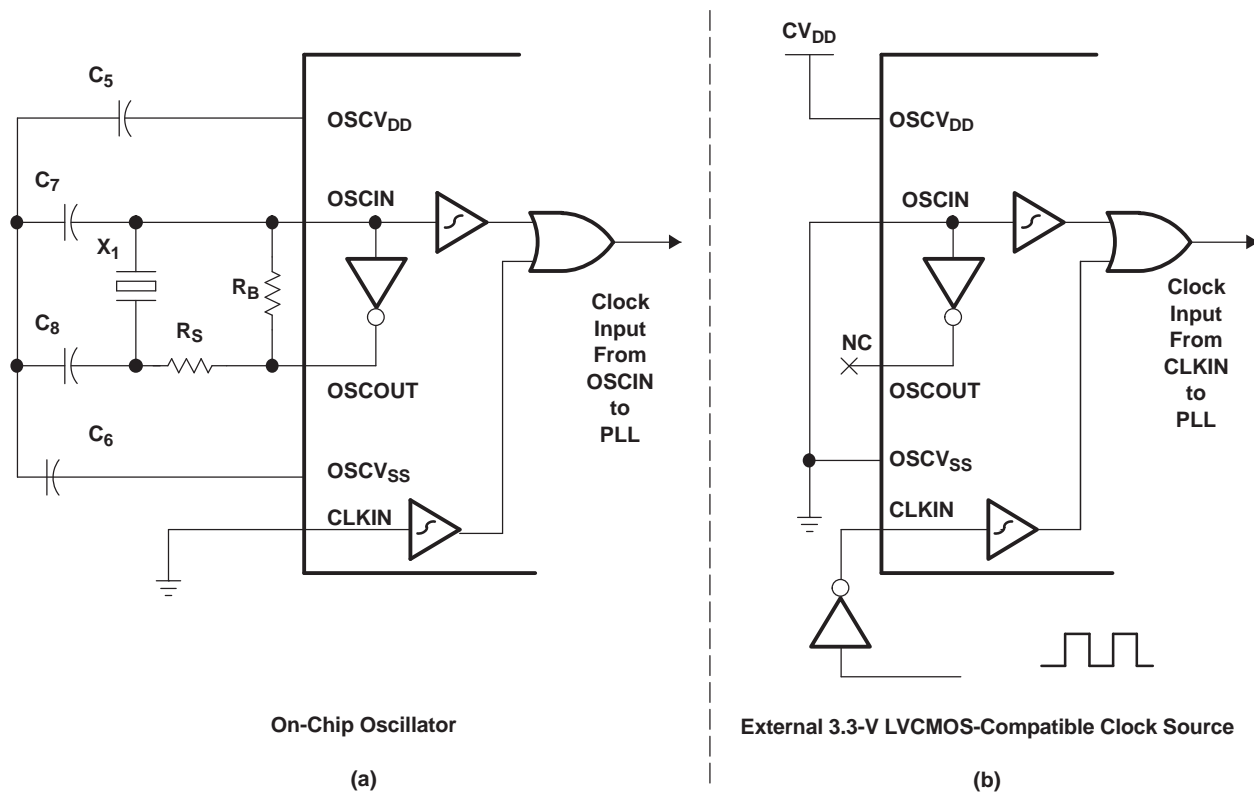 C5
OSCVDD
C7
OSCIN
X1
RB
C8
RS
OSCOUT
C6
OSCVSS
CLKIN
Clock
Input
From
OSCIN
to
PLL
On-Chip Oscillator
(a)
CVDD
OSCVDD
OSCIN
NC
OSCOUT
OSCVSS
CLKIN
Clock
Input
From
CLKIN
to
PLL
External 3.3-V LVCMOS-Compatible Clock Source
(b)